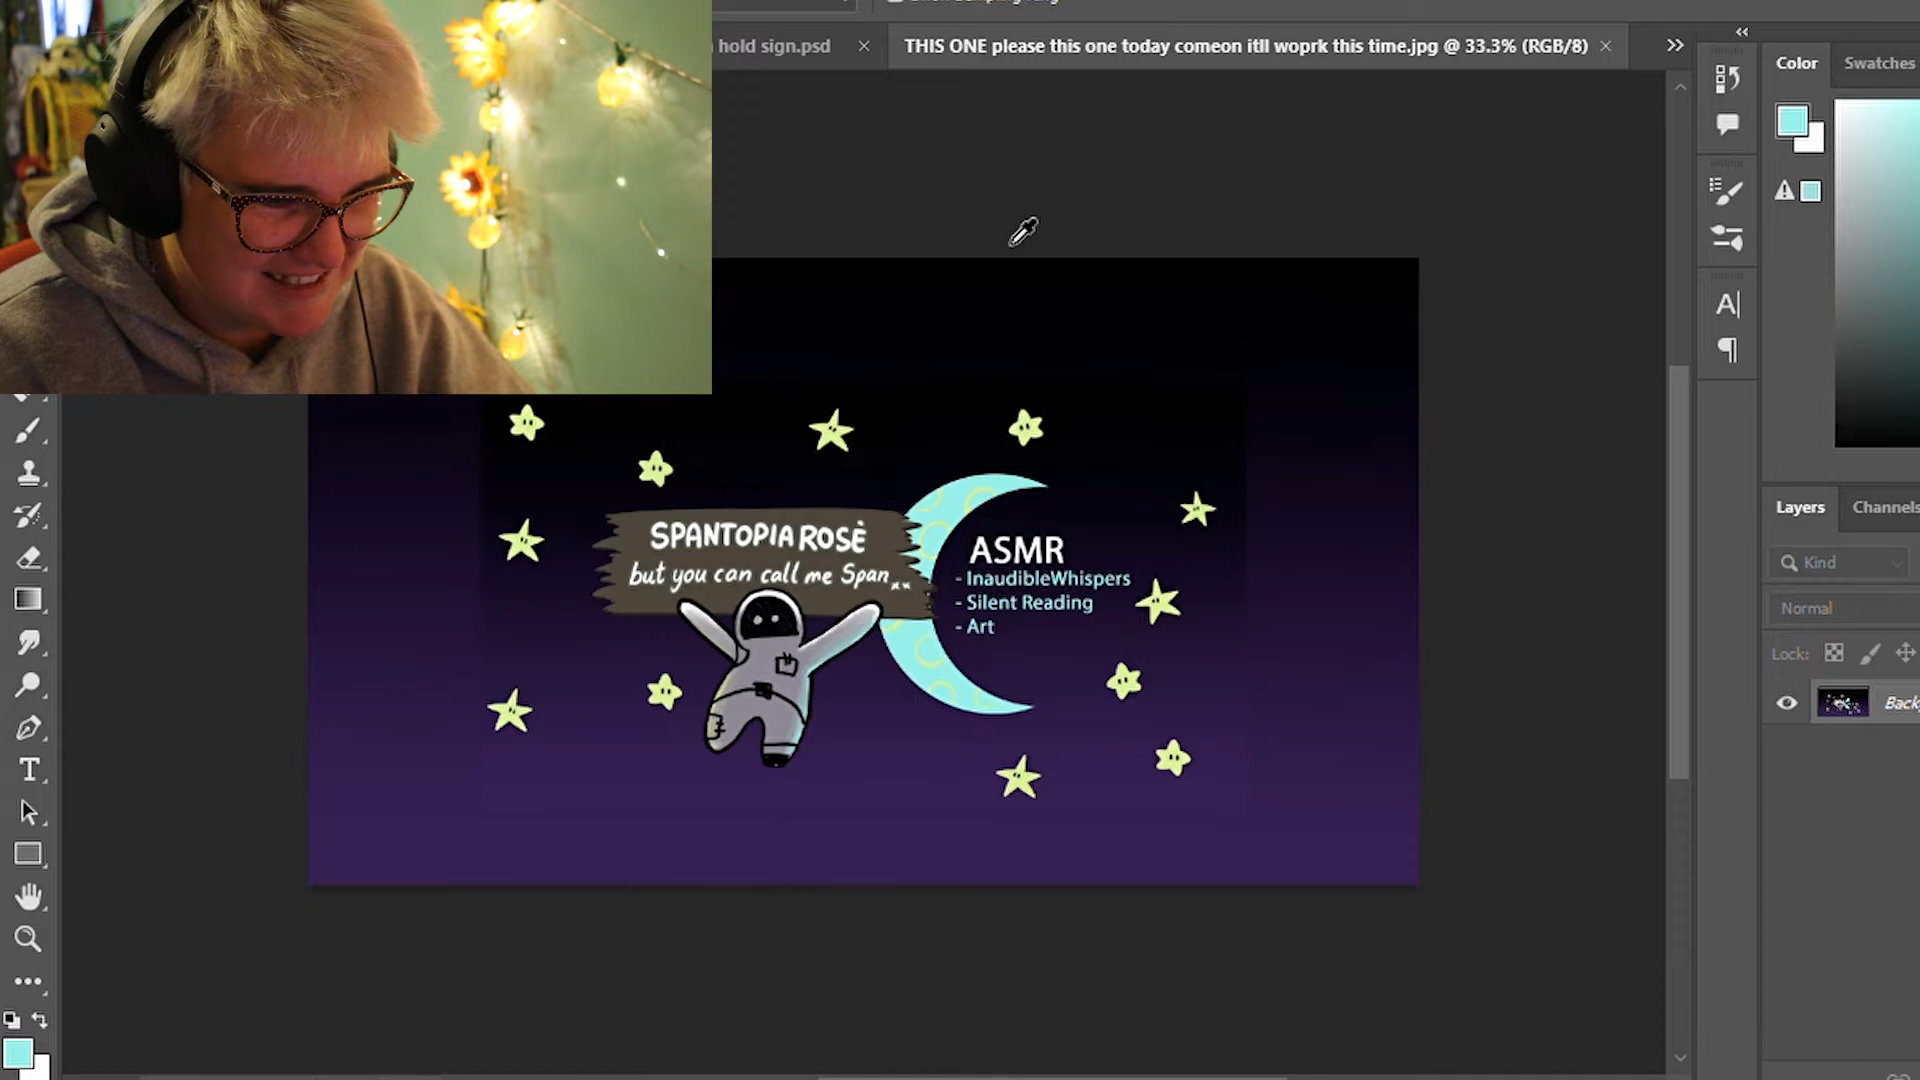 hold sign.psd
THIS ONE please this one today comeon itll woprk this time.jpg @ 33.3% (RGB/8)
Color
Swatches
SPANTOPIA ROSÈ
but you can call me Span xx
ASMR
- InaudibleWhispers
- Silent Reading
- Art
Layers
Channels
Kind
Normal
Lock: